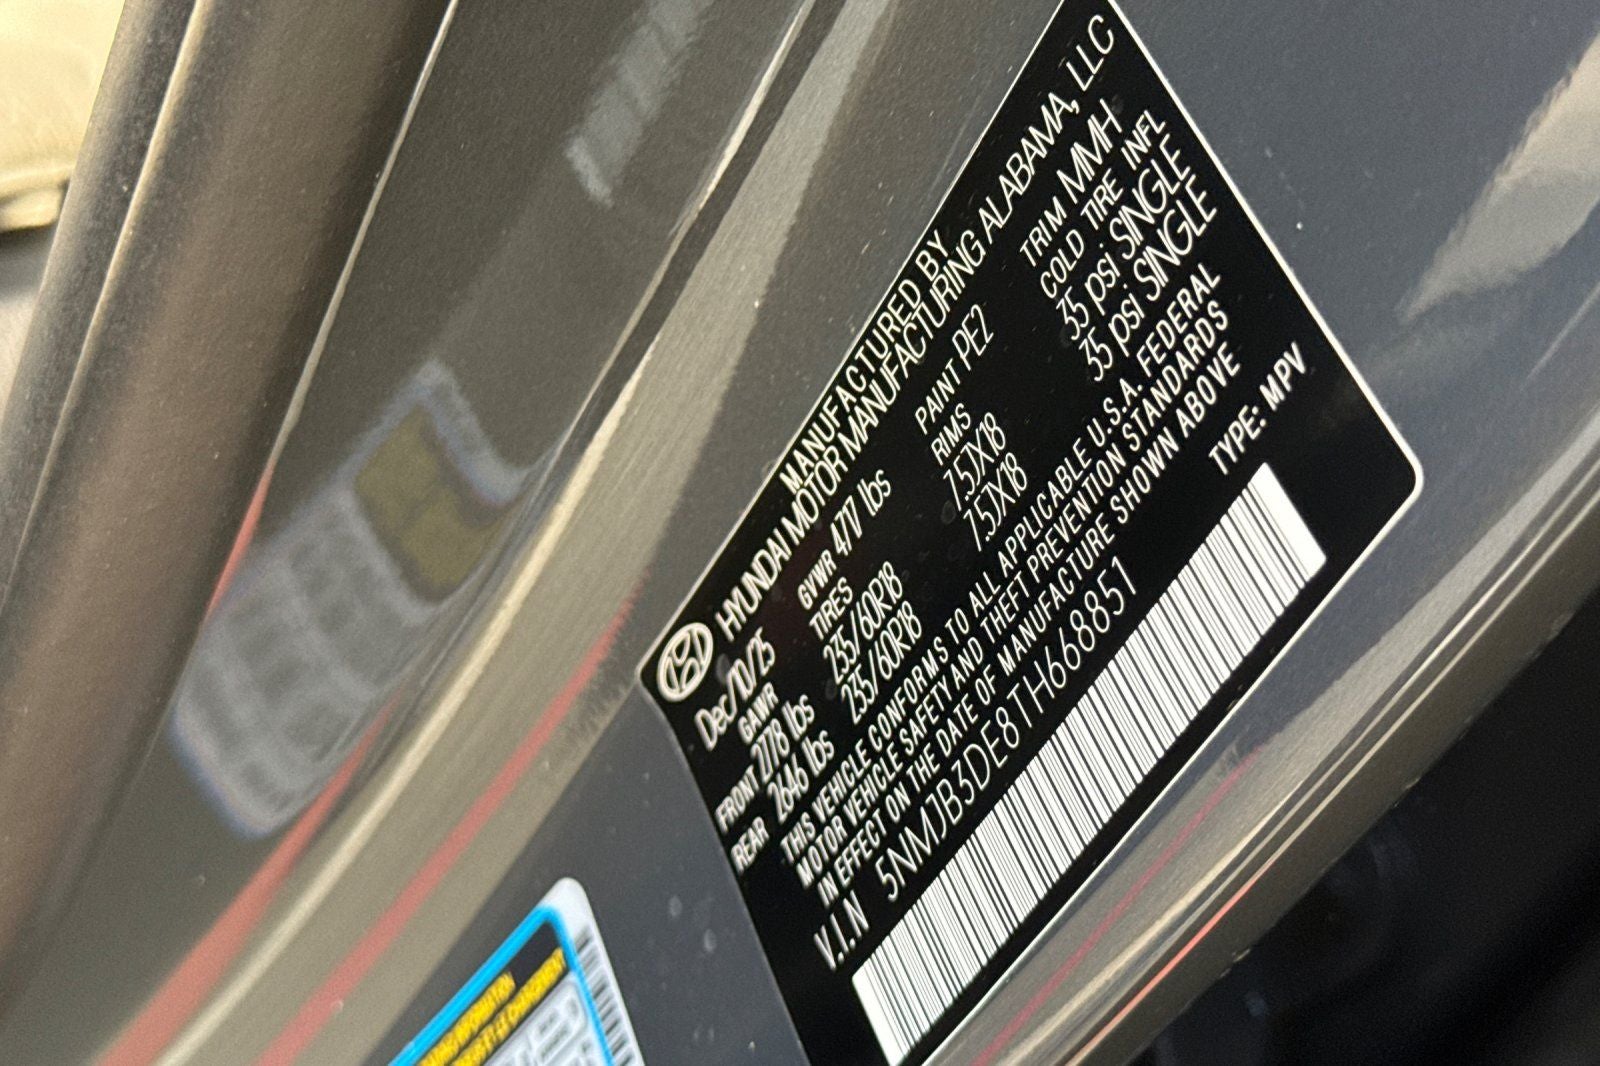 MANUFACTURED BY
HYUNDAI MOTOR MANUFACTURING ALABAMA, LLC
Dec/10/25 GVWR 4717 lbs PAINT PE2 TRIM MMH
GAWR TIRES RIMS COLD TIRE INFL
FRONT 2778 lbs 235/60R18 7.5JX18 35 psi SINGLE
REAR 2646 lbs 235/60R18 7.5JX18 35 psi SINGLE
THIS VEHICLE CONFORMS TO ALL APPLICABLE U.S.A. FEDERAL
MOTOR VEHICLE SAFETY AND THEFT PREVENTION STANDARDS
IN EFFECT ON THE DATE OF MANUFACTURE SHOWN ABOVE
V.I.N 5NMJB3DE8TH668851 TYPE: MPV
INFORMATION